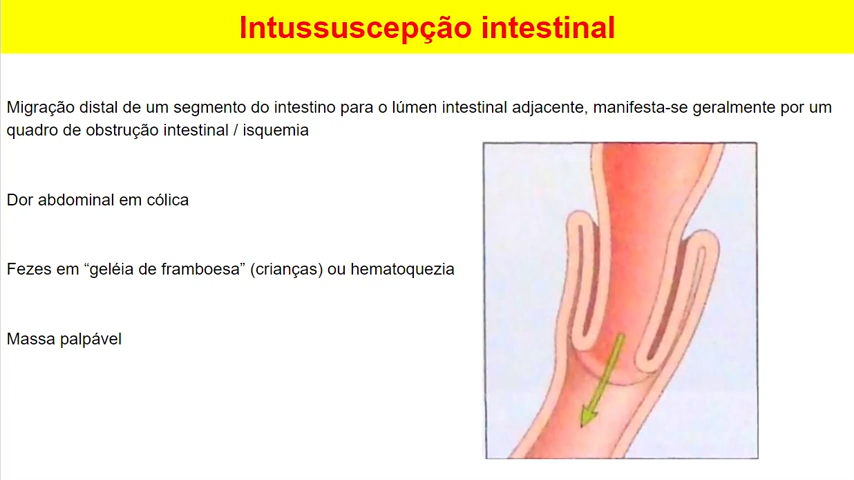 Intussuscepção intestinal
Migração distal de um segmento do intestino para o lúmen intestinal adjacente, manifesta-se geralmente por um
quadro de obstrução intestinal / isquemia
Dor abdominal em cólica
Fezes em “geléia de framboesa” (crianças) ou hematoquezia
Massa palpável